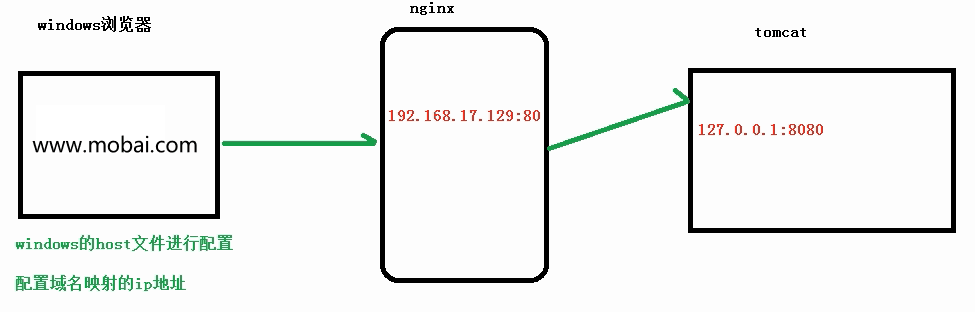 windows浏览器
www.mobai.com
windows的host文件进行配置
配置域名映射的ip地址
nginx
192.168.17.129:80
tomcat
127.0.0.1:8080